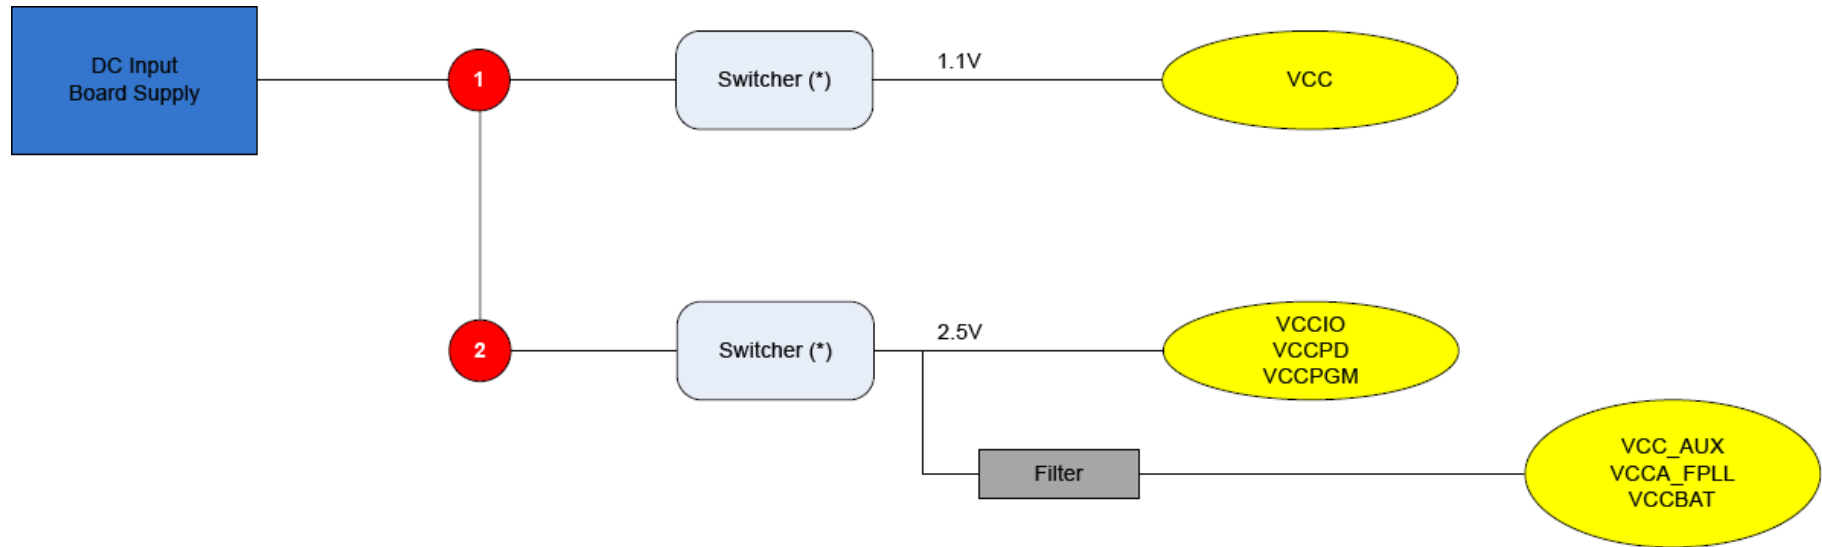 DC Input
Board Supply
1
Switcher (*)
1.1V
VCC
2
Switcher (*)
2.5V
VCCIO
VCCPD
VCCPGM
Filter
VCC_AUX
VCCA_FPLL
VCCBAT